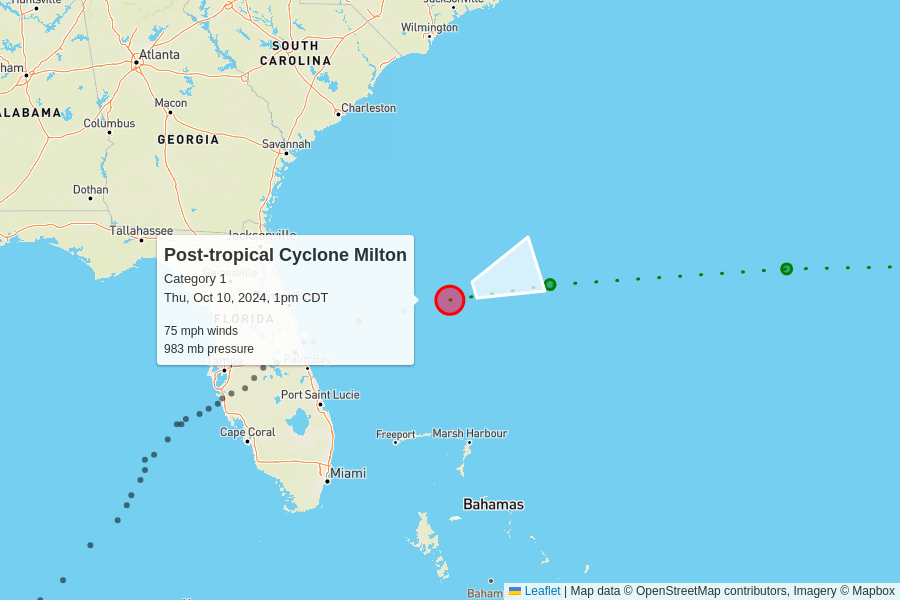 Huntsville
Jacksonville
Wilmington
SOUTH
CAROLINA
Atlanta
ham
Macon
Charleston
ALABAMA
Columbus
GEORGIA
Savannah
Dothan
Tallahassee
Jacksonville
Post-tropical Cyclone Milton
Category 1
Gainesville
Thu, Oct 10, 2024, 1pm CDT
FLORIDA
75 mph winds
983 mb pressure
Tampa
Palm Bay
Port Saint Lucie
Cape Coral
Freeport
Marsh Harbour
Miami
Bahamas
Baham
Leaflet | Map data © OpenStreetMap contributors, Imagery © Mapbox